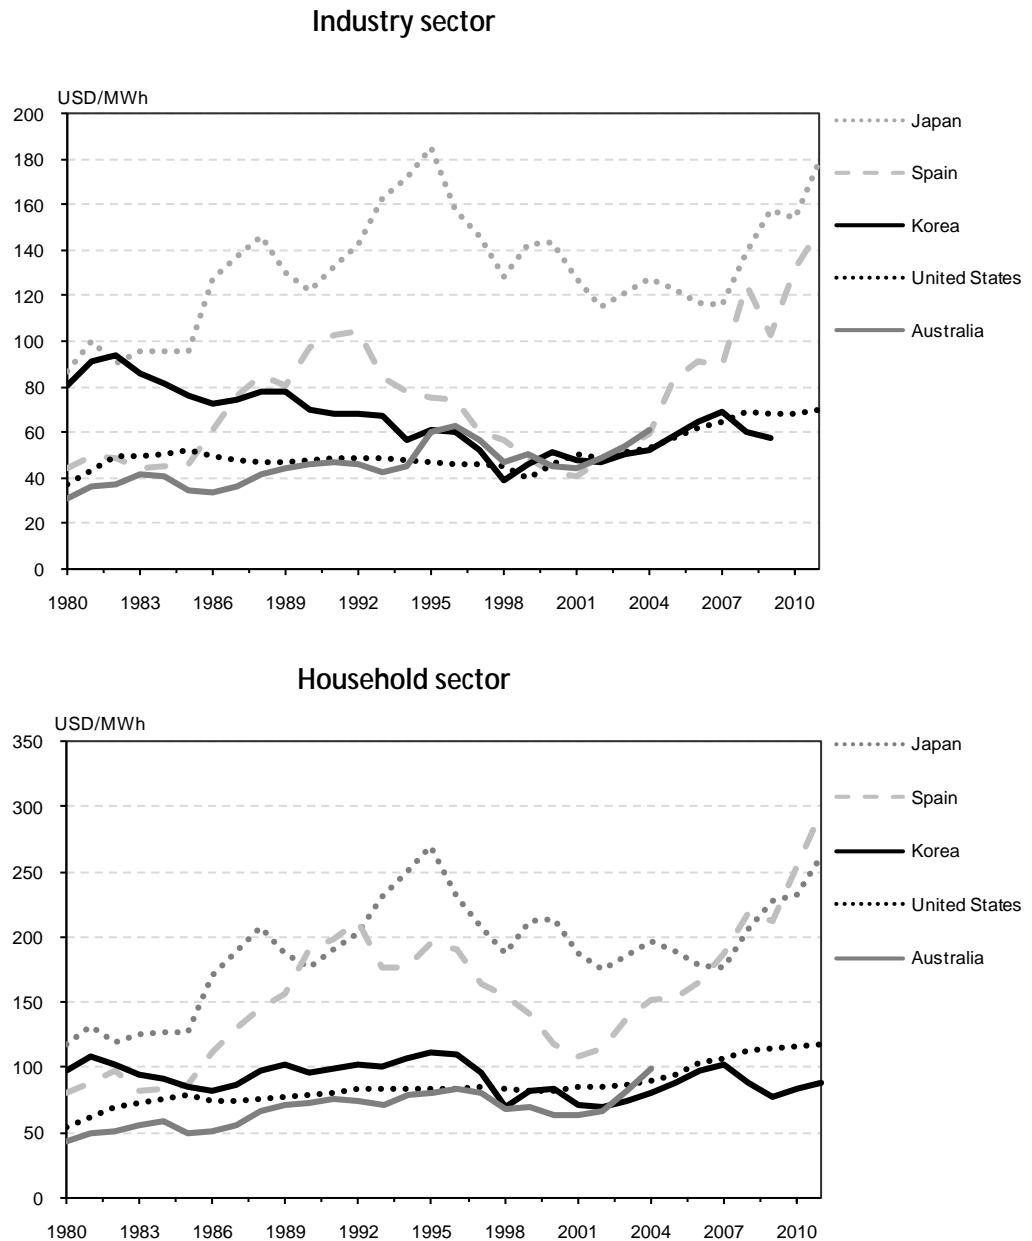 Industry sector
USD/MWh
200
180
160
140
120
100
80
60
40
20
0
1980 1983 1986 1989 1992 1995 1998 2001 2004 2007 2010
Japan
Spain
Korea
United States
Australia
Household sector
USD/MWh
350
300
250
200
150
100
50
0
1980 1983 1986 1989 1992 1995 1998 2001 2004 2007 2010
Japan
Spain
Korea
United States
Australia